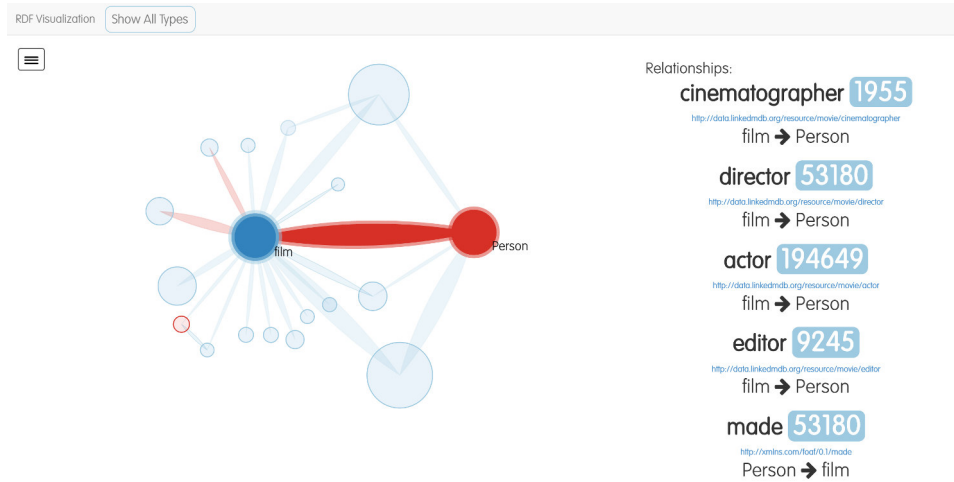 RDF Visualization Show All Types
film
Person
Relationships:
cinematographer 1955
http://data.linkedmdb.org/resource/movie/cinematographer
film ➔ Person
director 53180
http://data.linkedmdb.org/resource/movie/director
film ➔ Person
actor 194649
http://data.linkedmdb.org/resource/movie/actor
film ➔ Person
editor 9245
http://data.linkedmdb.org/resource/movie/editor
film ➔ Person
made 53180
http://xmlns.com/foaf/0.1/made
Person ➔ film